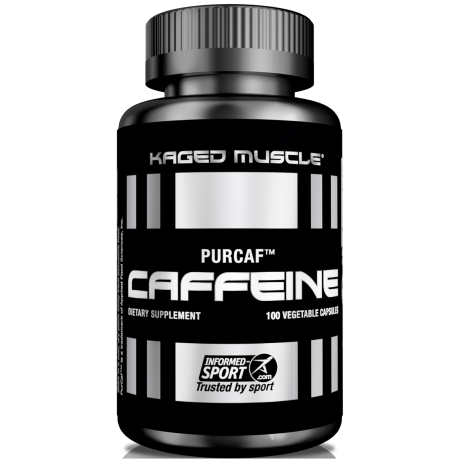 KAGED MUSCLE®
PURCAF™
CAFFEINE
DIETARY SUPPLEMENT
100 VEGETABLE CAPSULES
INFORMED-
SPORT
.com
Trusted by sport